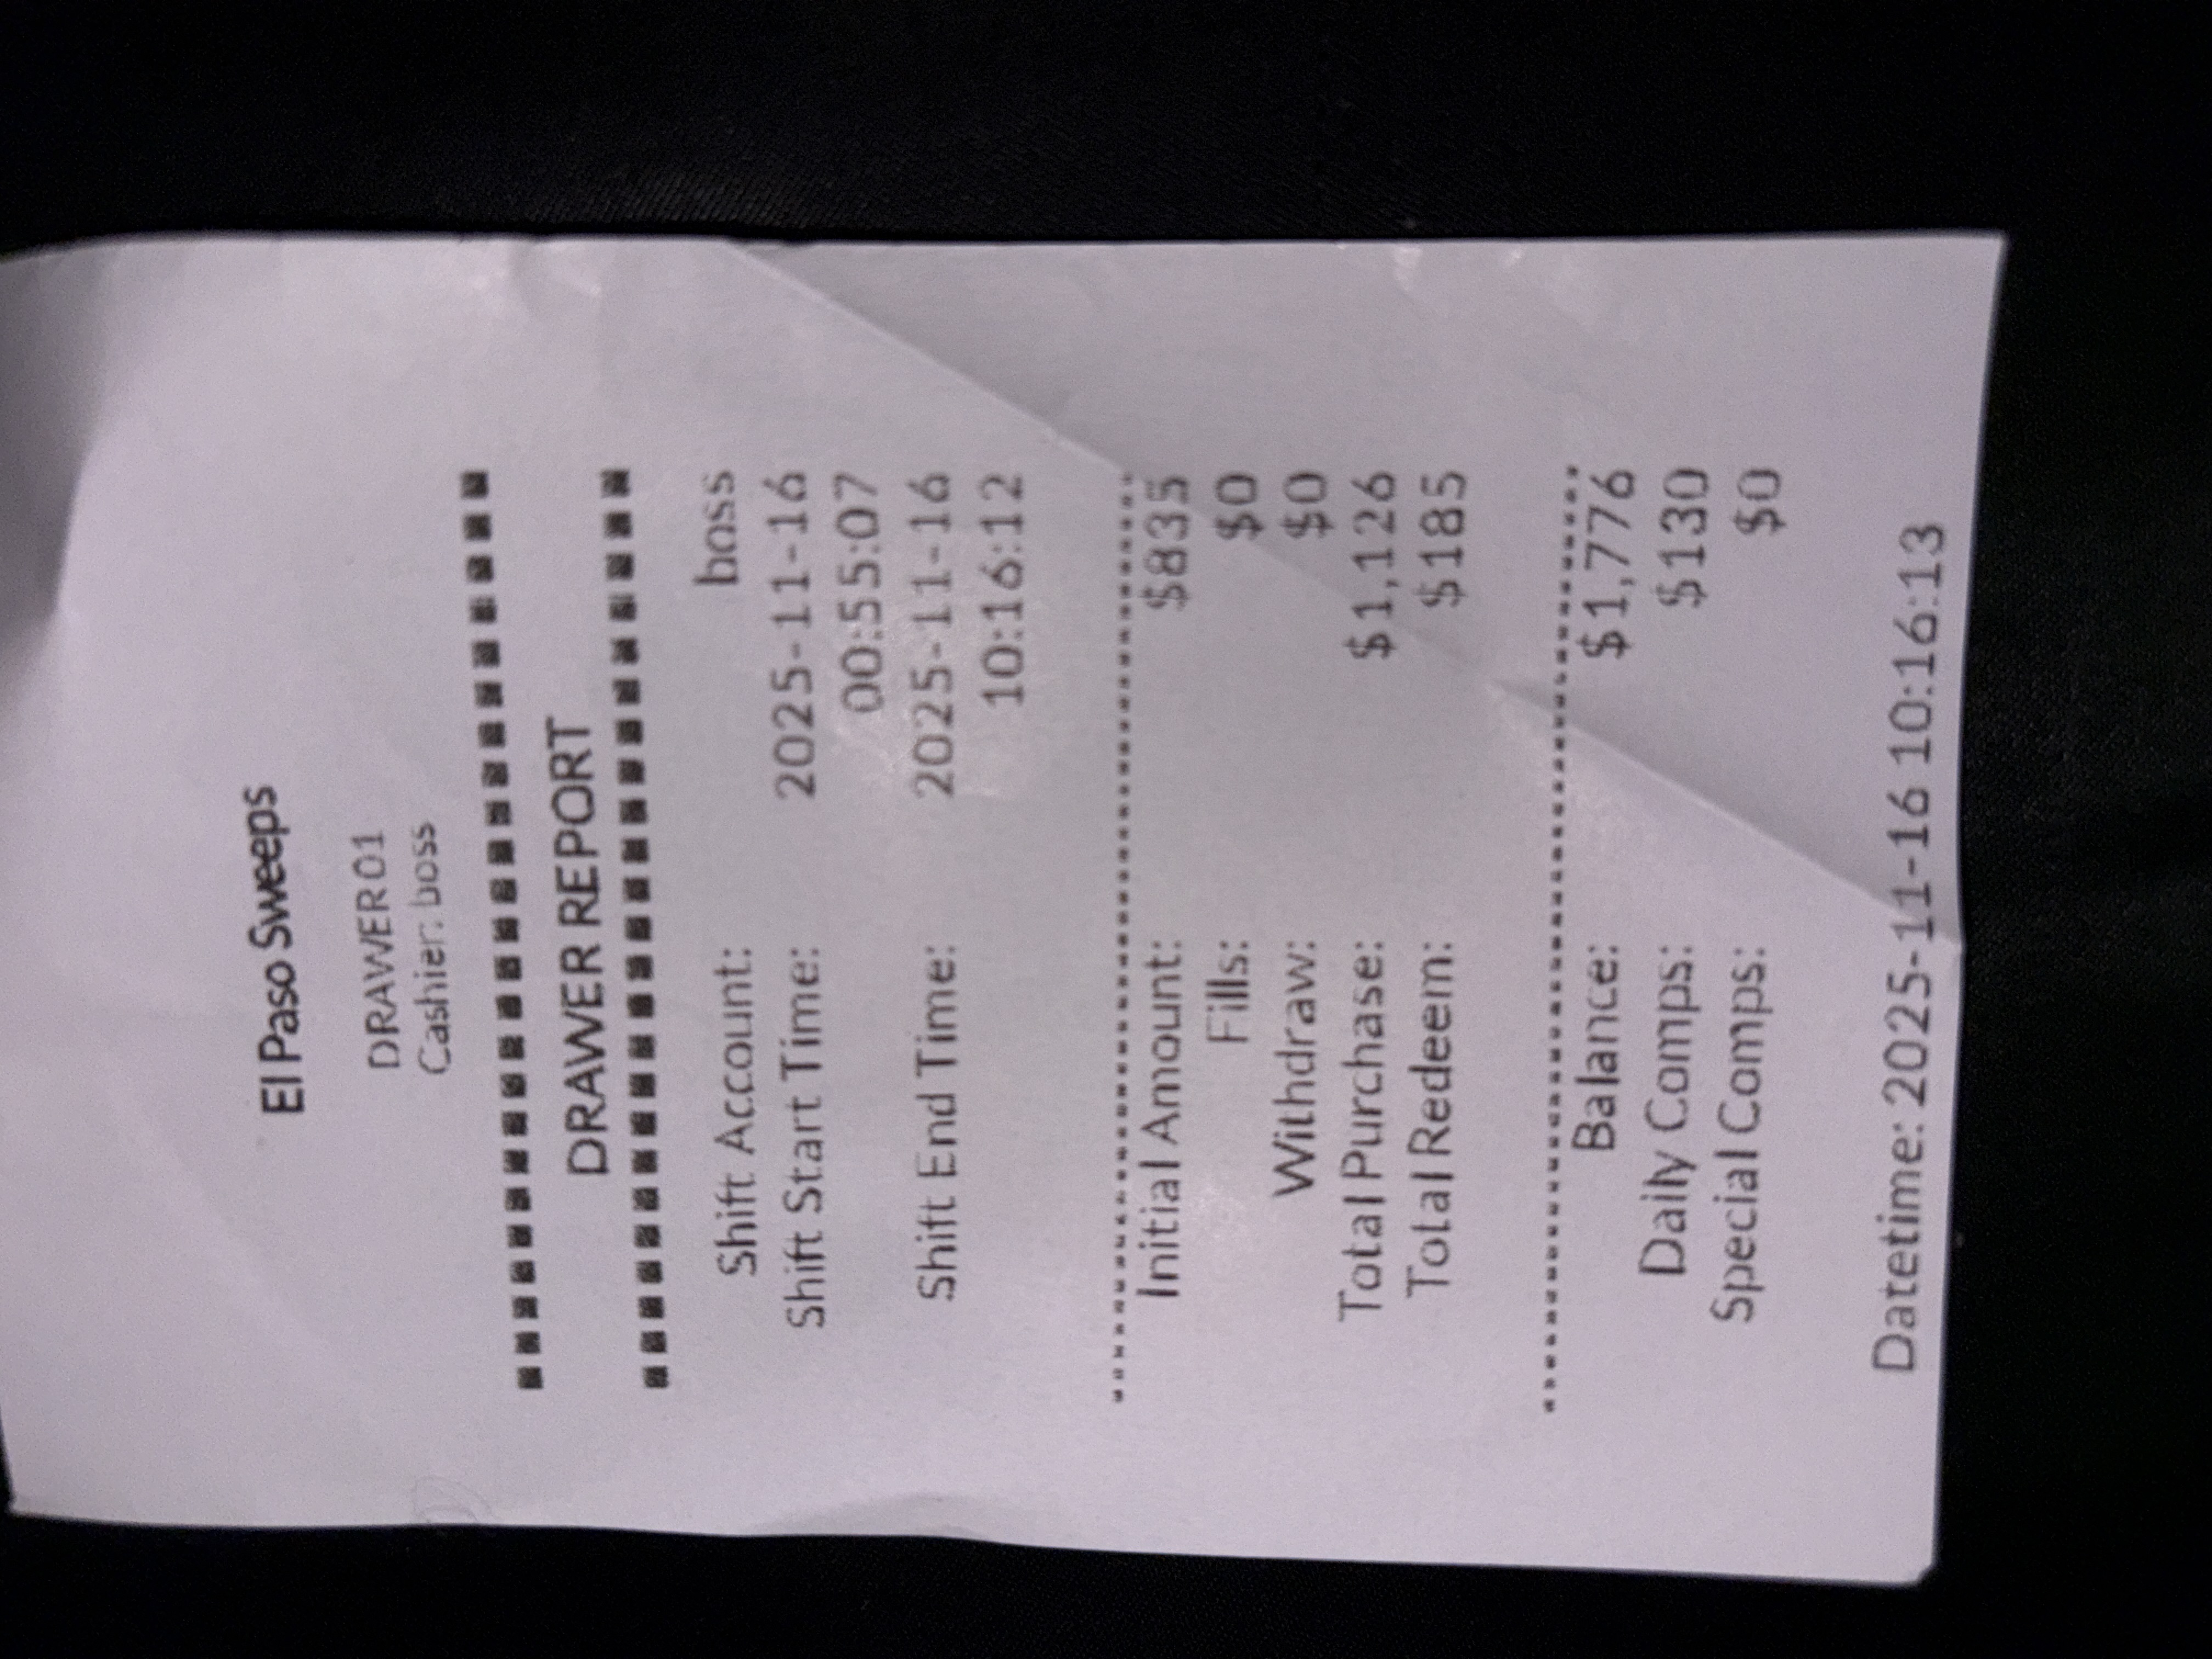 El Paso Sweeps
DRAWER01
Cashier: boss
DRAWER REPORT
Shift Account: boss
Shift Start Time: 2025-11-16
00:55:07
Shift End Time: 2025-11-16
10:16:12
Initial Amount: $835
Fills: $0
Withdraw: $0
Total Purchase: $1,126
Total Redeem: $185
Balance: $1,776
Daily Comps: $130
Special Comps: $0
Datetime: 2025-11-16 10:16:13